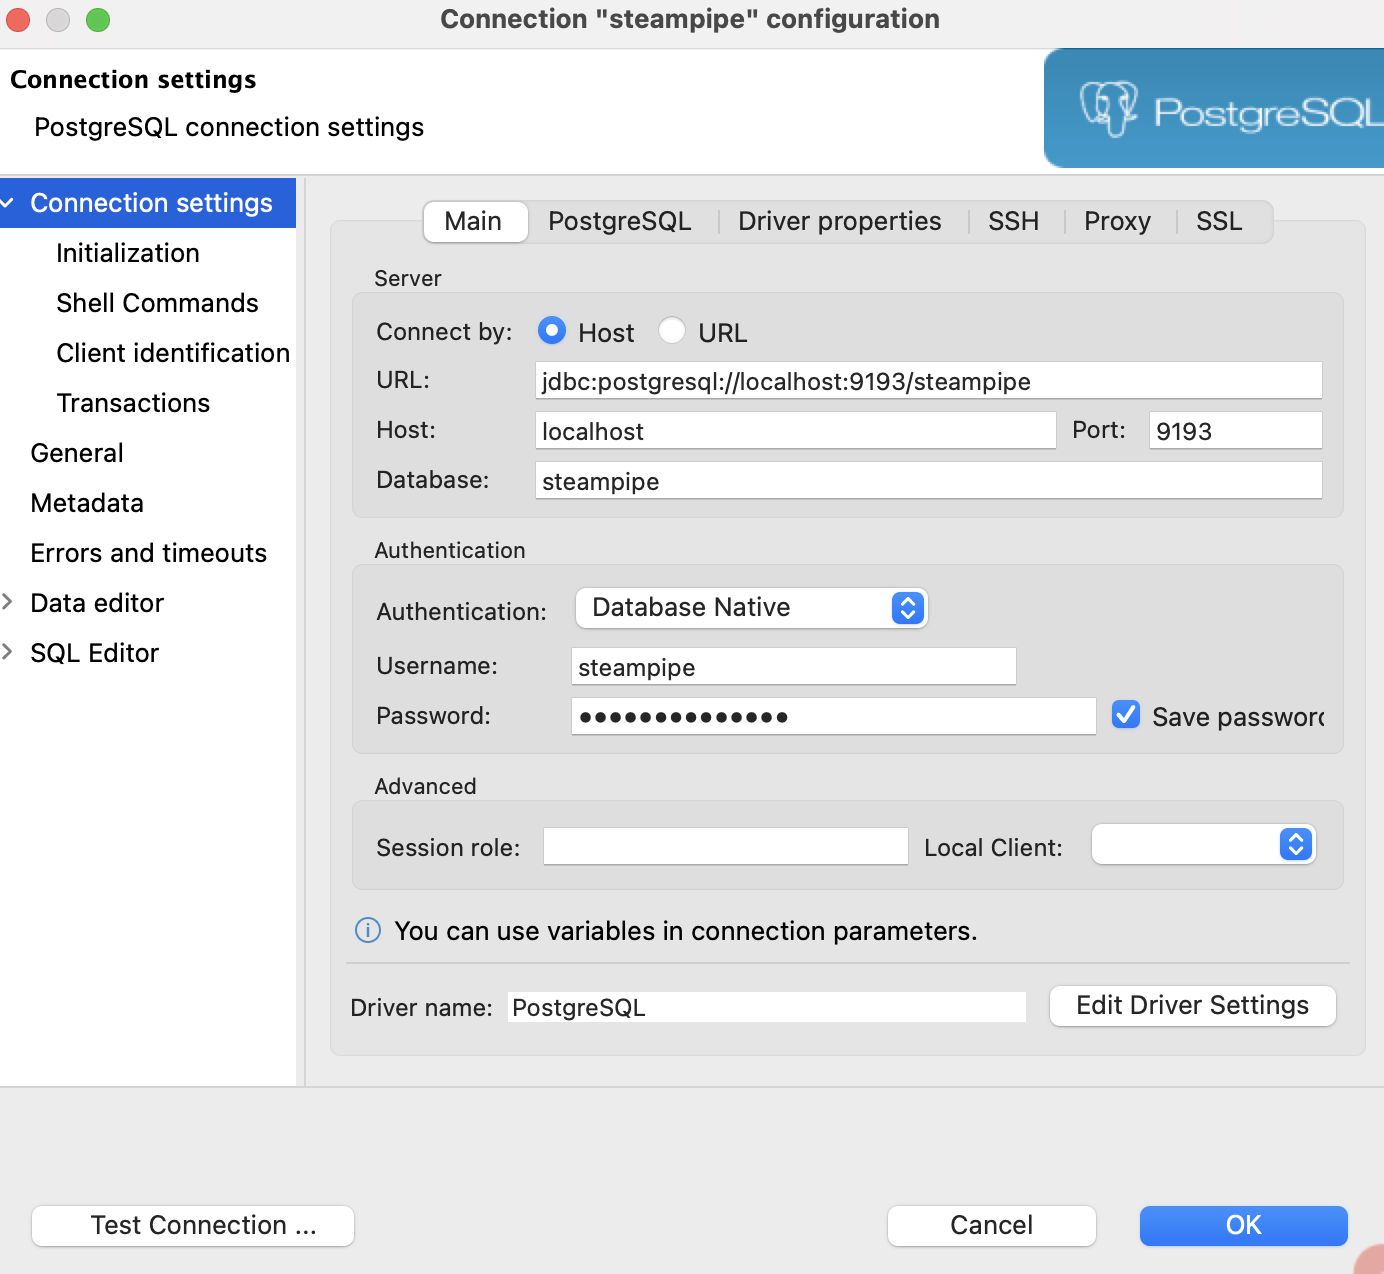 Connection "steampipe" configuration
Connection settings
PostgreSQL connection settings
PostgreSQL
Connection settings
Initialization
Shell Commands
Client identification
Transactions
General
Metadata
Errors and timeouts
Data editor
SQL Editor
Main PostgreSQL Driver properties SSH Proxy SSL
Server
Connect by: Host URL
URL: jdbc:postgresql://localhost:9193/steampipe
Host: localhost Port: 9193
Database: steampipe
Authentication
Authentication: Database Native
Username: steampipe
Password: ••••••••••••••
Save password
Advanced
Session role: Local Client:
You can use variables in connection parameters.
Driver name: PostgreSQL Edit Driver Settings
Test Connection ... Cancel OK